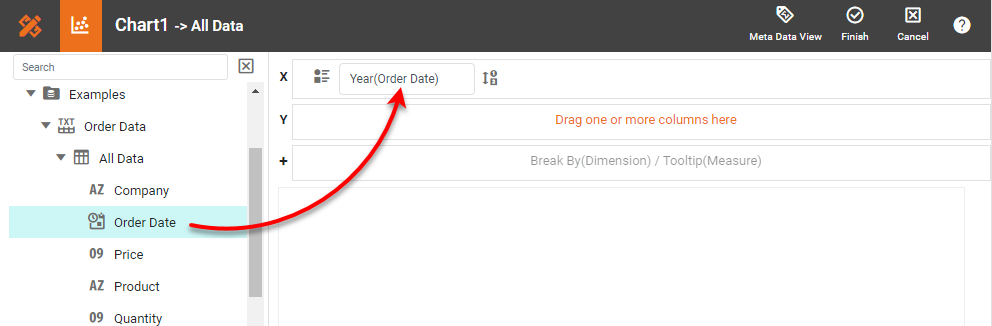 Chart1 -> All Data
Meta Data View
Finish
Cancel
?
Search
Examples
TXT Order Data
All Data
AZ Company
Order Date
09 Price
AZ Product
09 Quantity
X Year(Order Date)
Y Drag one or more columns here
+ Break By(Dimension) / Tooltip(Measure)